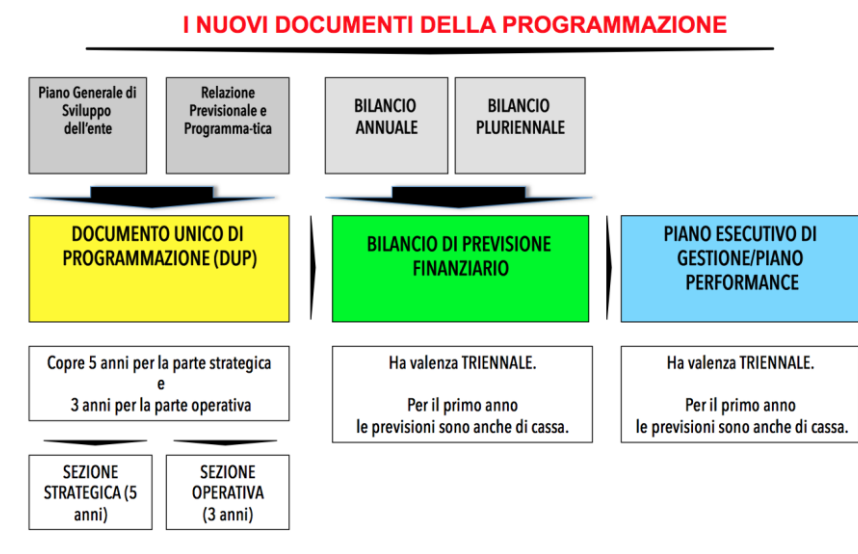 I NUOVI DOCUMENTI DELLA PROGRAMMAZIONE
Piano Generale di
Sviluppo
dell'ente
Relazione
Previsionale e
Programma-tica
BILANCIO
ANNUALE
BILANCIO
PLURIENNALE
DOCUMENTO UNICO DI
PROGRAMMAZIONE (DUP)
BILANCIO DI PREVISIONE
FINANZIARIO
PIANO ESECUTIVO DI
GESTIONE/PIANO
PERFORMANCE
Copre 5 anni per la parte strategica
e
3 anni per la parte operativa
Ha valenza TRIENNALE.
Per il primo anno
le previsioni sono anche di cassa.
Ha valenza TRIENNALE.
Per il primo anno
le previsioni sono anche di cassa.
SEZIONE
STRATEGICA (5
anni)
SEZIONE
OPERATIVA
(3 anni)